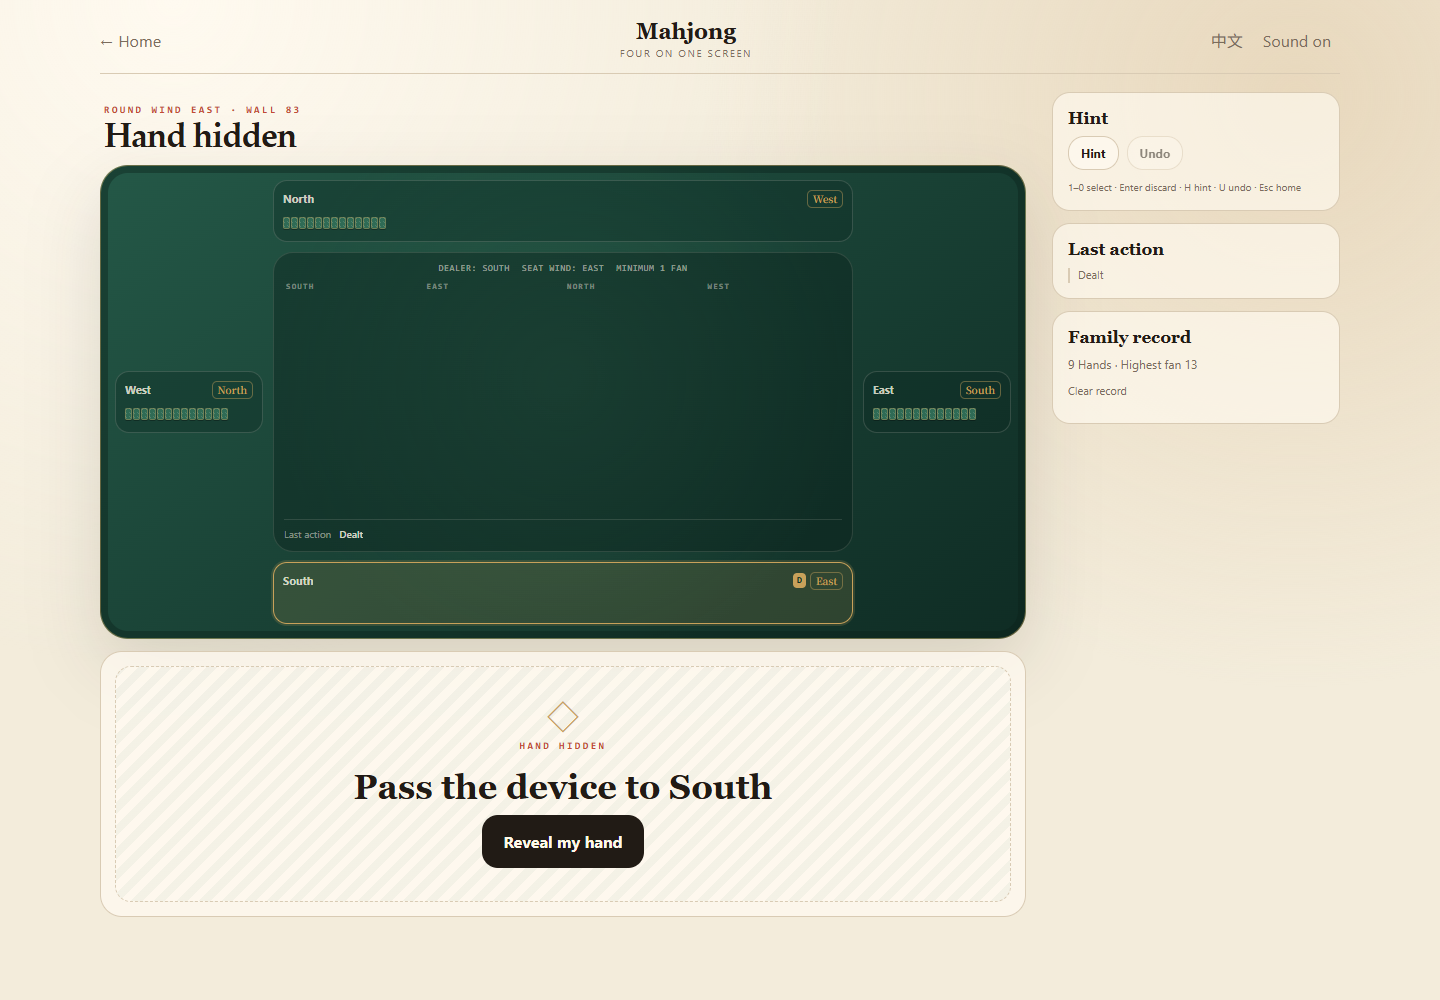 ← Home
Mahjong
FOUR ON ONE SCREEN
中文
Sound on
ROUND WIND EAST · WALL 83
Hand hidden
North
West
DEALER: SOUTH SEAT WIND: EAST MINIMUM 1 FAN
SOUTH EAST NORTH WEST
West
North
East
South
Last action Dealt
South
D
East
HAND HIDDEN
Pass the device to South
Reveal my hand
Hint
Hint
Undo
1–0 select · Enter discard · H hint · U undo · Esc home
Last action
Dealt
Family record
9 Hands · Highest fan 13
Clear record